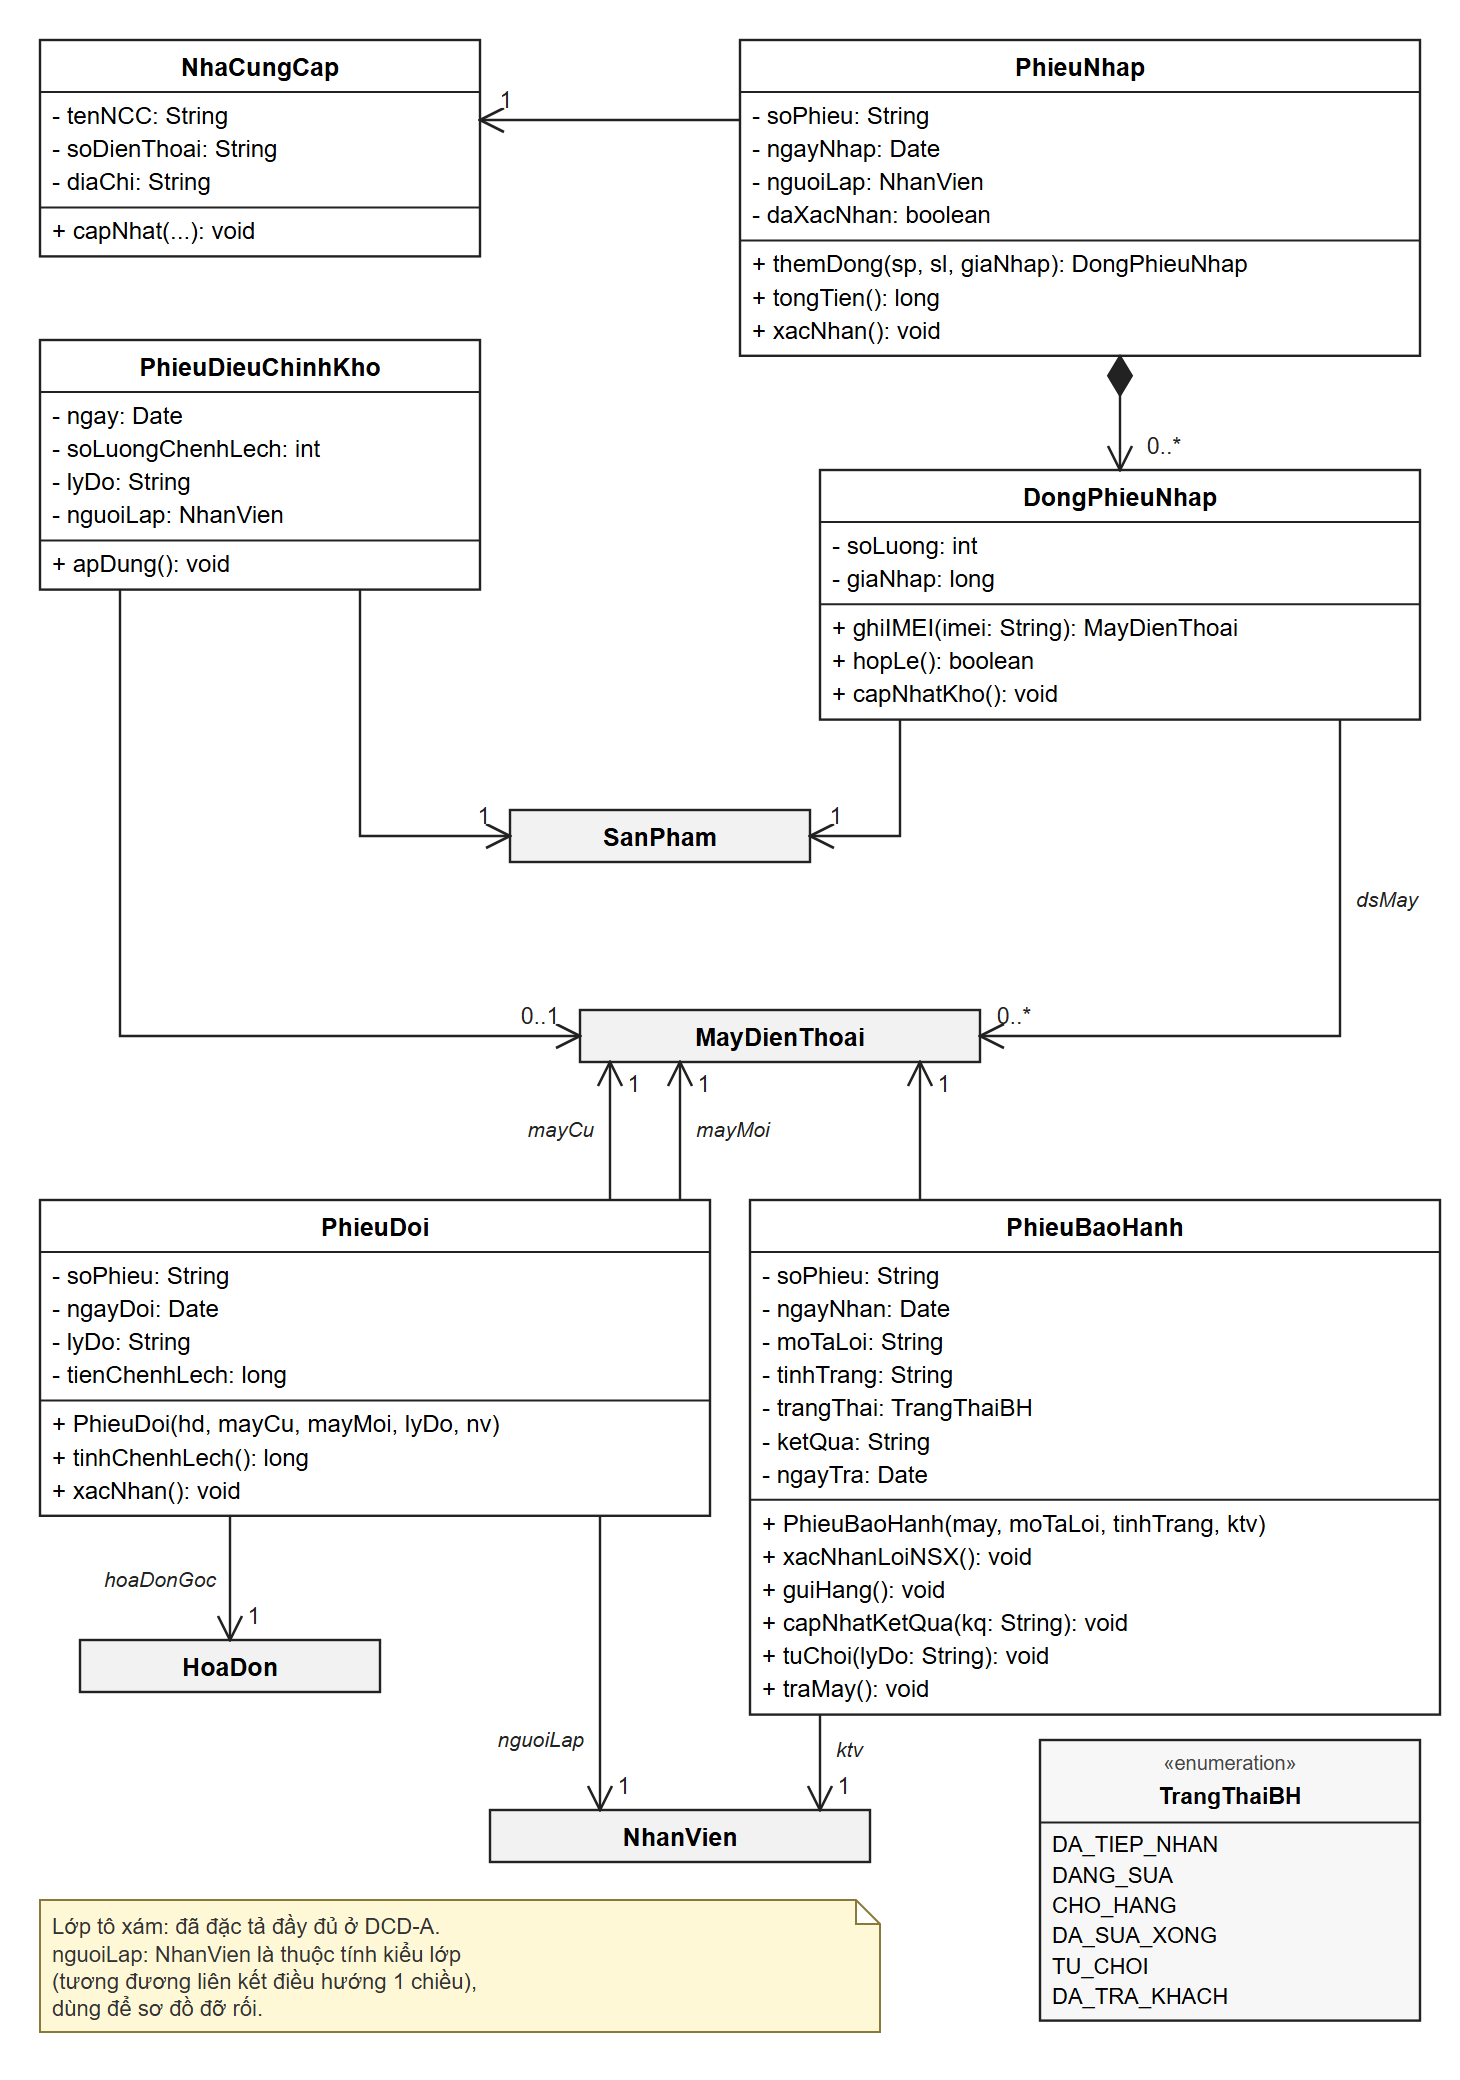 NhaCungCap
- tenNCC: String
- soDienThoai: String
- diaChi: String
+ capNhat(...): void
1
PhieuNhap
- soPhieu: String
- ngayNhap: Date
- nguoiLap: NhanVien
- daXacNhan: boolean
+ themDong(sp, sl, giaNhap): DongPhieuNhap
+ tongTien(): long
+ xacNhan(): void
PhieuDieuChinhKho
- ngay: Date
- soLuongChenhLech: int
- lyDo: String
- nguoiLap: NhanVien
+ apDung(): void
0..*
DongPhieuNhap
- soLuong: int
- giaNhap: long
+ ghiIMEI(imei: String): MayDienThoai
+ hopLe(): boolean
+ capNhatKho(): void
1
SanPham
1
dsMay
0..1
MayDienThoai
0..*
1
1
1
mayCu
mayMoi
PhieuDoi
- soPhieu: String
- ngayDoi: Date
- lyDo: String
- tienChenhLech: long
+ PhieuDoi(hd, mayCu, mayMoi, lyDo, nv)
+ tinhChenhLech(): long
+ xacNhan(): void
PhieuBaoHanh
- soPhieu: String
- ngayNhan: Date
- moTaLoi: String
- tinhTrang: String
- trangThai: TrangThaiBH
- ketQua: String
- ngayTra: Date
+ PhieuBaoHanh(may, moTaLoi, tinhTrang, ktv)
+ xacNhanLoiNSX(): void
+ guiHang(): void
+ capNhatKetQua(kq: String): void
+ tuChoi(lyDo: String): void
+ traMay(): void
hoaDonGoc
1
HoaDon
nguoiLap
1
ktv
1
NhanVien
«enumeration»
TrangThaiBH
DA_TIEP_NHAN
DANG_SUA
CHO_HANG
DA_SUA_XONG
TU_CHOI
DA_TRA_KHACH
Lớp tô xám: đã đặc tả đầy đủ ở DCD-A.
nguoiLap: NhanVien là thuộc tính kiểu lớp
(tương đương liên kết điều hướng 1 chiều),
dùng để sơ đồ đỡ rối.